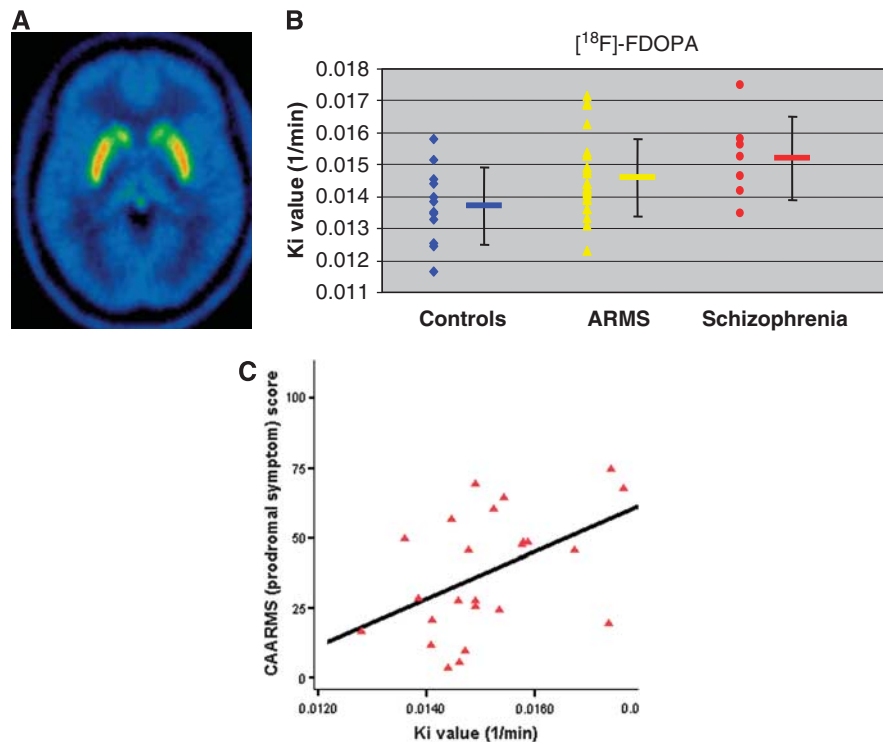 A
B
[¹⁸F]-FDOPA
Ki value (1/min)
0.018
0.017
0.016
0.015
0.014
0.013
0.012
0.011
Controls ARMS Schizophrenia
C
CAARMS (prodromal symptom) score
100
75
50
25
0
0.0120 0.0140 0.0160 0.0
Ki value (1/min)